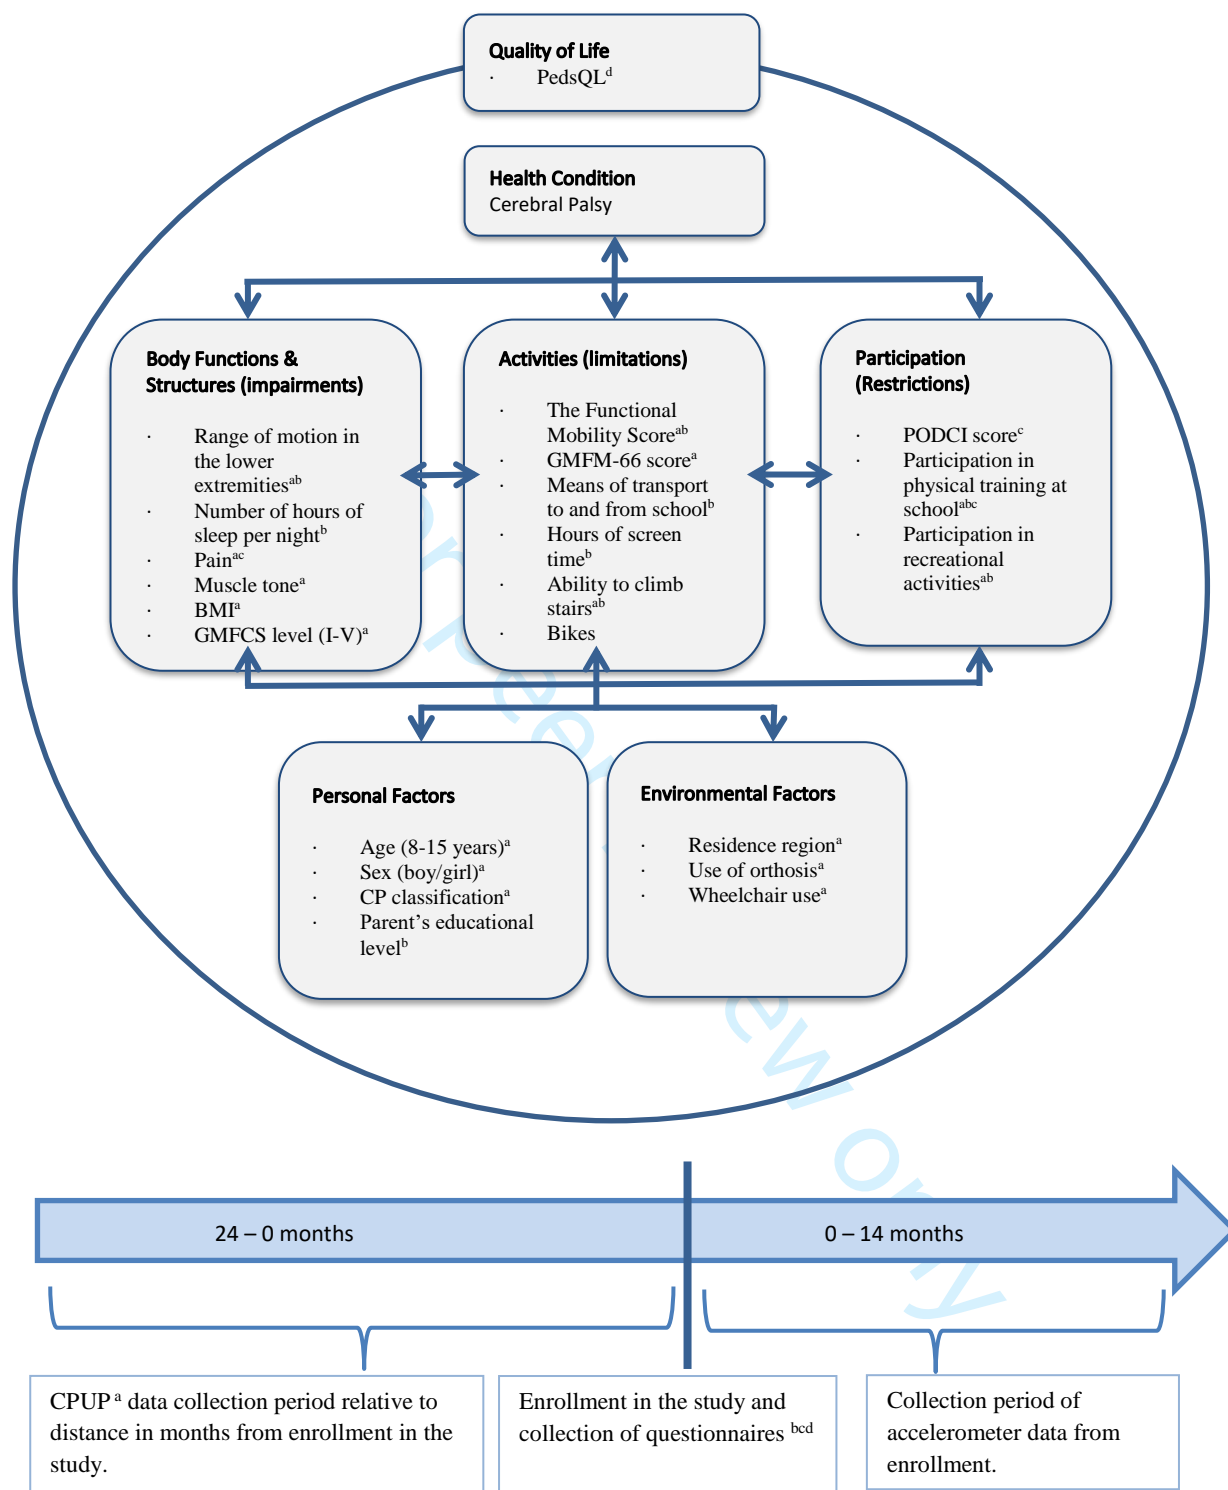 Quality of Life
· PedsQLᵈ
Health Condition
Cerebral Palsy
Body Functions &
Structures (impairments)
· Range of motion in
the lower
extremitiesᵃᵇ
· Number of hours of
sleep per nightᵇ
· Painᵃᶜ
· Muscle toneᵃ
· BMIᵃ
· GMFCS level (I-V)ᵃ
Activities (limitations)
· The Functional
Mobility Scoreᵃᵇ
· GMFM-66 scoreᵃ
· Means of transport
to and from schoolᵇ
· Hours of screen
timeᵇ
· Ability to climb
stairsᵃᵇ
· Bikes
Participation
(Restrictions)
· PODCI scoreᶜ
· Participation in
physical training at
schoolᵃᵇᶜ
· Participation in
recreational
activitiesᵃᵇ
Personal Factors
· Age (8-15 years)ᵃ
· Sex (boy/girl)ᵃ
· CP classificationᵃ
· Parent’s educational
levelᵇ
Environmental Factors
· Residence regionᵃ
· Use of orthosisᵃ
· Wheelchair useᵃ
24 – 0 months
0 – 14 months
CPUP ᵃ data collection period relative to
distance in months from enrollment in the
study.
Enrollment in the study and
collection of questionnaires ᵇᶜᵈ
Collection period of
accelerometer data from
enrollment.